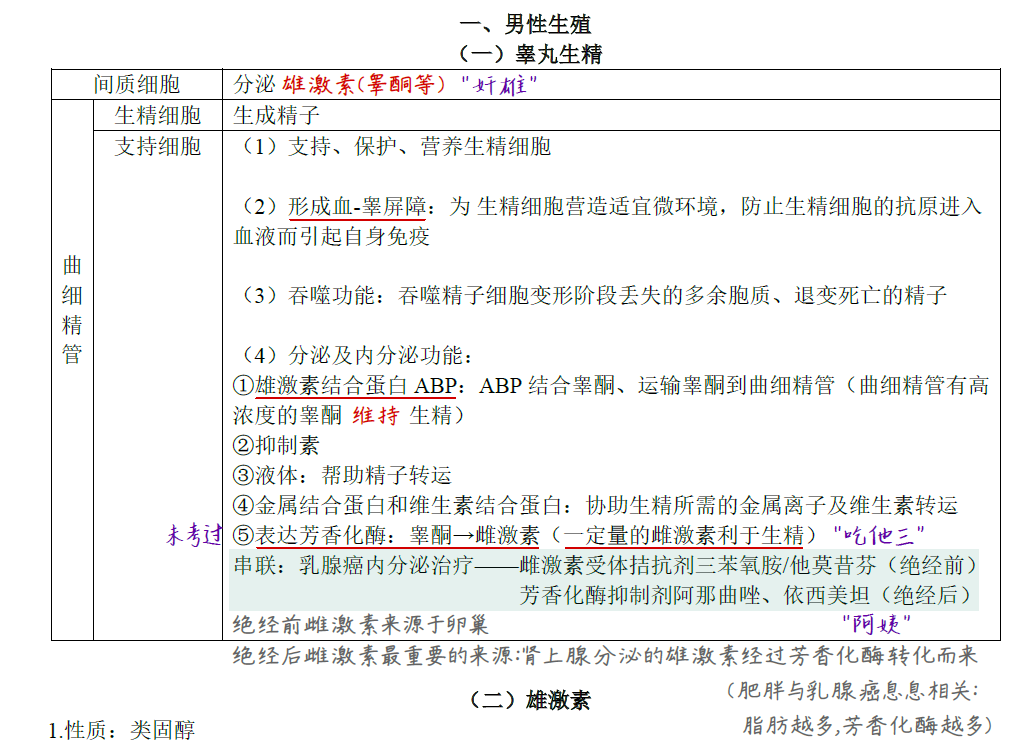 一、男性生殖
（一）睾丸生精
间质细胞 分泌 雄激素(睾酮等) "奸雄"
生精细胞 生成精子
支持细胞 （1）支持、保护、营养生精细胞
（2）形成血-睾屏障：为 生精细胞营造适宜微环境，防止生精细胞的抗原进入
血液而引起自身免疫
曲细精管
（3）吞噬功能：吞噬精子细胞变形阶段丢失的多余胞质、退变死亡的精子
（4）分泌及内分泌功能：
①雄激素结合蛋白 ABP：ABP 结合睾酮、运输睾酮到曲细精管（曲细精管有高
浓度的睾酮 维持 生精）
②抑制素
③液体：帮助精子转运
④金属结合蛋白和维生素结合蛋白：协助生精所需的金属离子及维生素转运
未考过 ⑤表达芳香化酶：睾酮→雌激素（一定量的雌激素利于生精） "吃他三"
串联：乳腺癌内分泌治疗——雌激素受体拮抗剂三苯氧胺/他莫昔芬（绝经前）
芳香化酶抑制剂阿那曲唑、依西美坦（绝经后）
绝经前雌激素来源于卵巢 "阿姨"
绝经后雌激素最重要的来源:肾上腺分泌的雄激素经过芳香化酶转化而来
（二）雄激素 (肥胖与乳腺癌息息相关:
1.性质：类固醇 脂肪越多,芳香化酶越多)